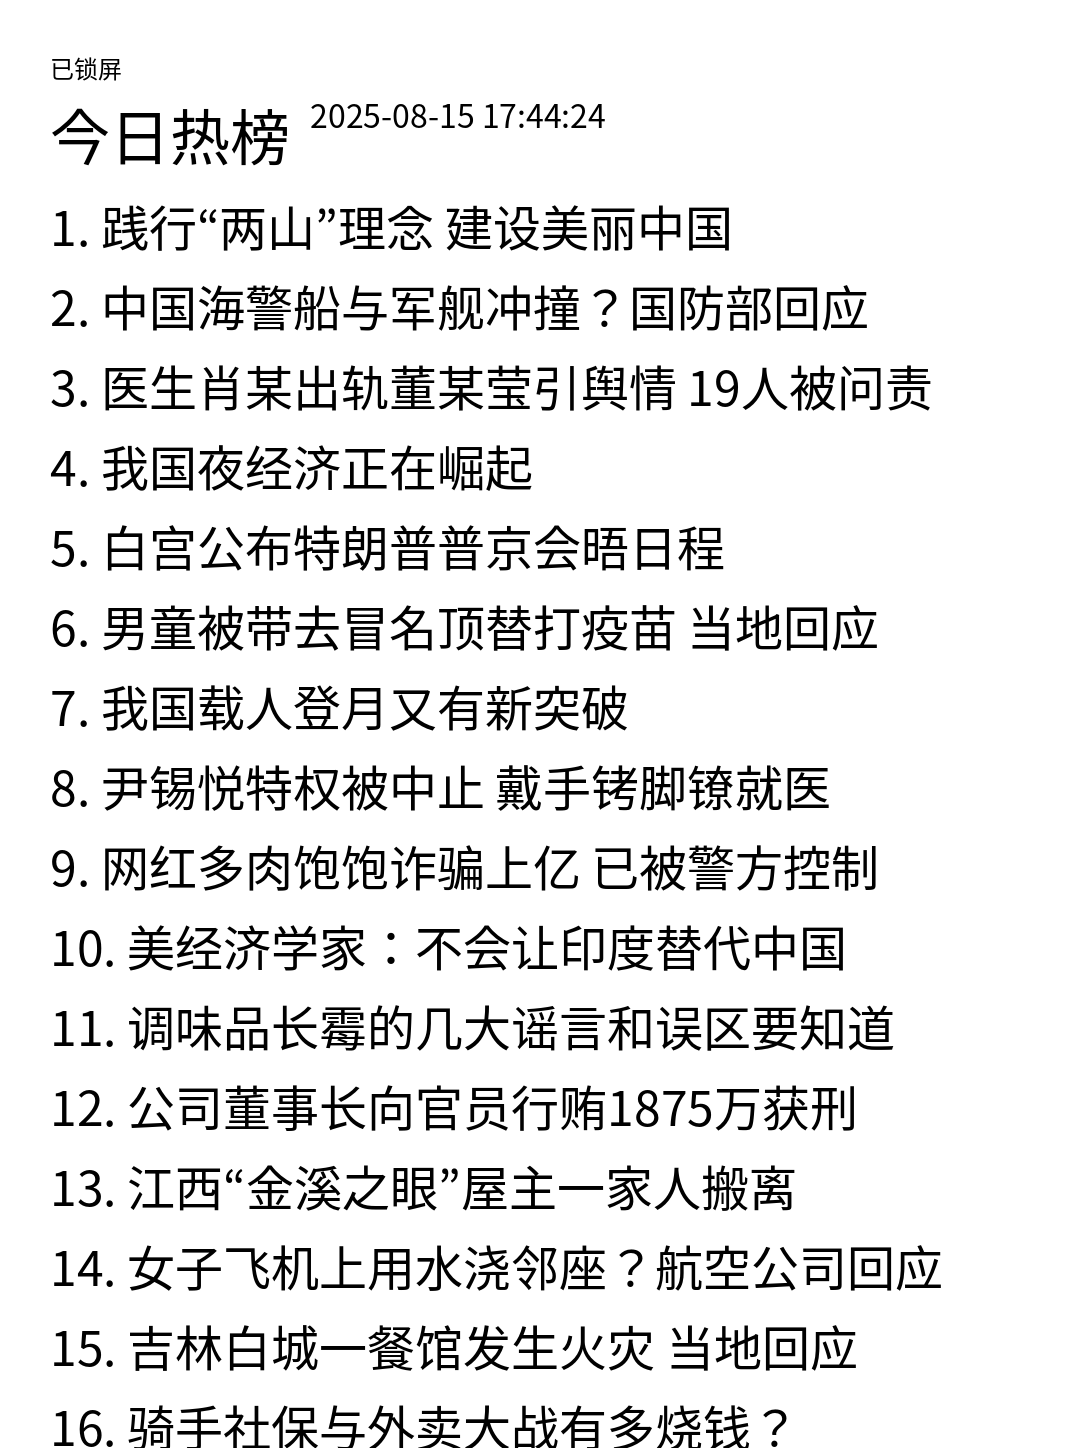 已锁屏
今日热榜 2025-08-15 17:44:24
1. 践行“两山”理念 建设美丽中国
2. 中国海警船与军舰冲撞？国防部回应
3. 医生肖某出轨董某莹引舆情 19人被问责
4. 我国夜经济正在崛起
5. 白宫公布特朗普普京会晤日程
6. 男童被带去冒名顶替打疫苗 当地回应
7. 我国载人登月又有新突破
8. 尹锡悦特权被中止 戴手铐脚镣就医
9. 网红多肉饱饱诈骗上亿 已被警方控制
10. 美经济学家：不会让印度替代中国
11. 调味品长霉的几大谣言和误区要知道
12. 公司董事长向官员行贿1875万获刑
13. 江西“金溪之眼”屋主一家人搬离
14. 女子飞机上用水浇邻座？航空公司回应
15. 吉林白城一餐馆发生火灾 当地回应
16. 骑手社保与外卖大战有多烧钱？